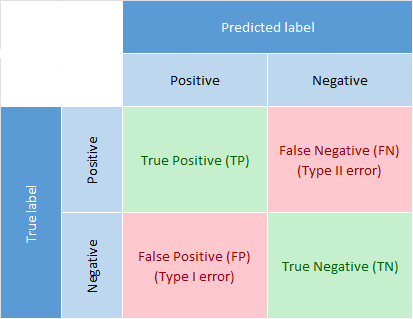 Predicted label
Positive
Negative
True label
Positive
True Positive (TP)
False Negative (FN)
(Type II error)
Negative
False Positive (FP)
(Type I error)
True Negative (TN)